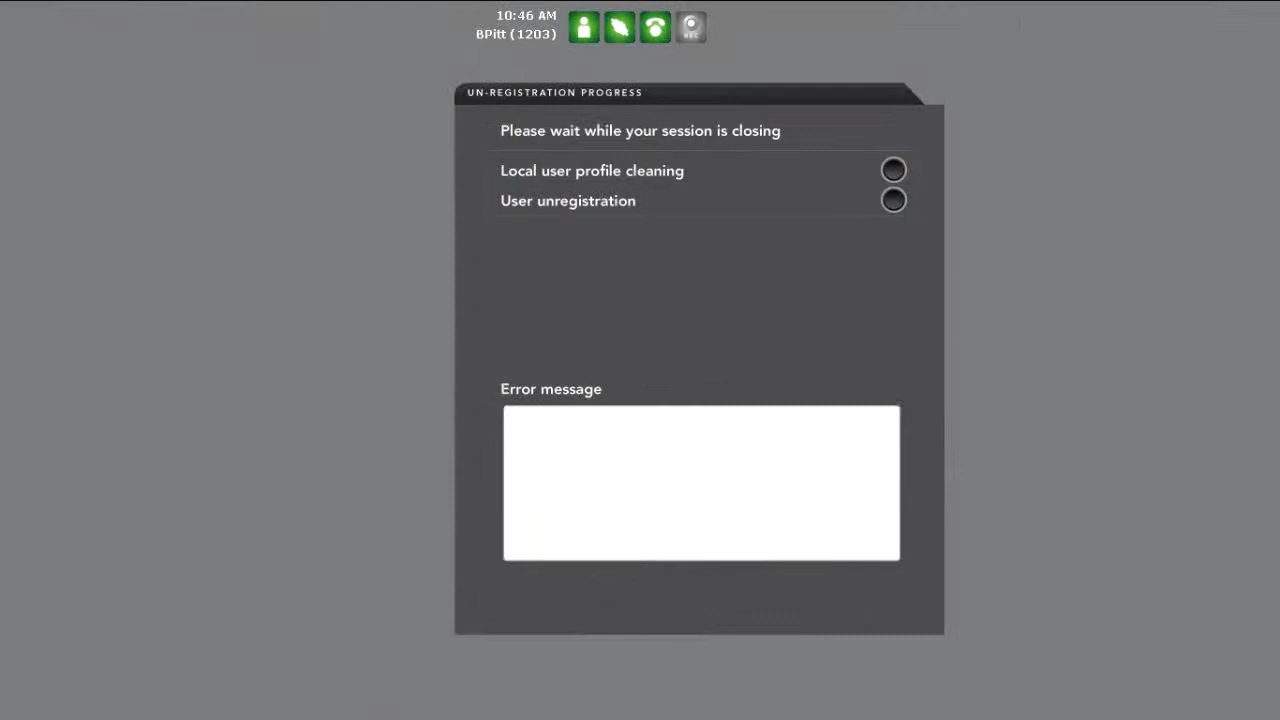 10:46 AM
BPitt (1203)
REC
UN-REGISTRATION PROGRESS
Please wait while your session is closing
Local user profile cleaning
User unregistration
Error message